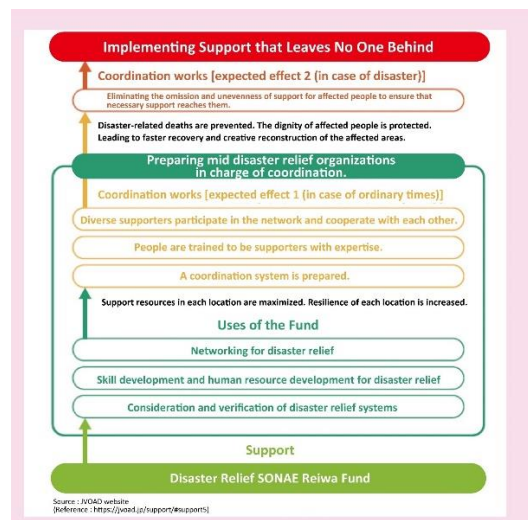 Implementing Support that Leaves No One Behind
Coordination works [expected effect 2 (in case of disaster)]
Eliminating the omission and unevenness of support for affected people to ensure that
necessary support reaches them.
Disaster-related deaths are prevented. The dignity of affected people is protected.
Leading to faster recovery and creative reconstruction of the affected areas.
Preparing mid disaster relief organizations
in charge of coordination.
Coordination works [expected effect 1 (in case of ordinary times)]
Diverse supporters participate in the network and cooperate with each other.
People are trained to be supporters with expertise.
A coordination system is prepared.
Support resources in each location are maximized. Resilience of each location is increased.
Uses of the Fund
Networking for disaster relief
Skill development and human resource development for disaster relief
Consideration and verification of disaster relief systems
Support
Disaster Relief SONAE Reiwa Fund
Source : JVOAD website
(Reference : https://jvoad.jp/support/#support5)